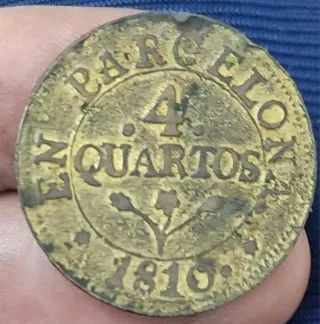 EN BARCELONA
.4.
QUARTOS.
1810